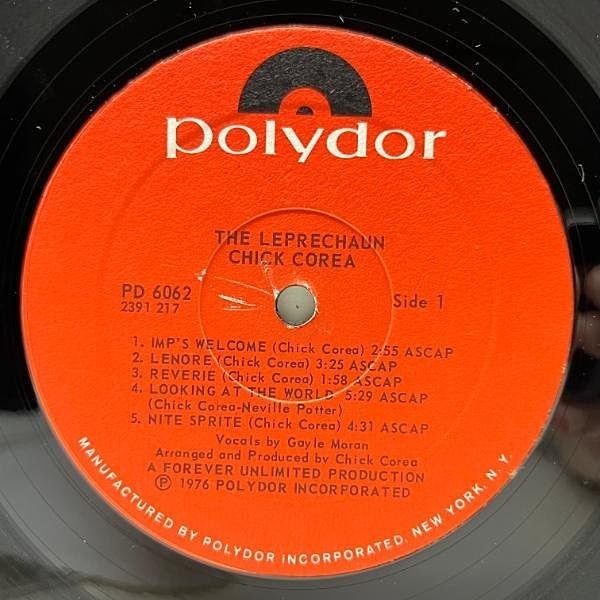 polydor
THE LEPRECHAUN
CHICK COREA
PD 6062
2391 217
Side 1
1. IMP'S WELCOME (Chick Corea) 2:55 ASCAP
2. LENORE (Chick Corea) 3:25 ASCAP
3. REVERIE (Chick Corea) 1:58 ASCAP
4. LOOKING AT THE WORLD 5:29 ASCAP
(Chick Corea-Neville Potter)
5. NITE SPRITE (Chick Corea) 4:31 ASCAP
Vocals by Gayle Moran
Arranged and Produced by Chick Corea
A FOREVER UNLIMITED PRODUCTION
℗ 1976 POLYDOR INCORPORATED
MANUFACTURED BY POLYDOR INCORPORATED, NEW YORK, N. Y.